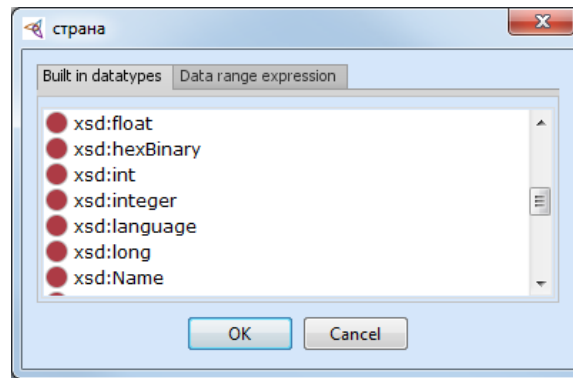 страна
Built in datatypes Data range expression
xsd:float
xsd:hexBinary
xsd:int
xsd:integer
xsd:language
xsd:long
xsd:Name
OK Cancel